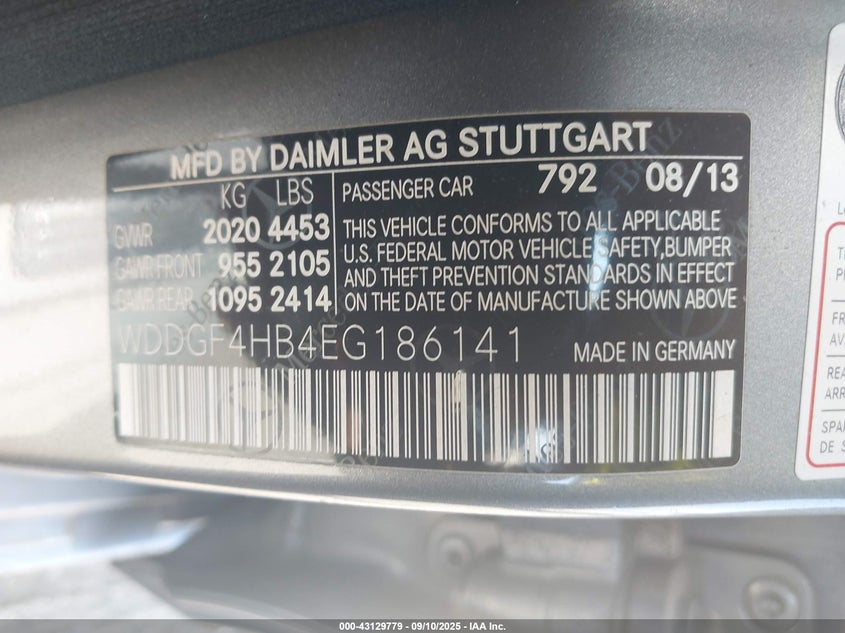 MFD BY DAIMLER AG STUTTGART
KG LBS
GVWR 2020 4453
GAWR FRONT 955 2105
GAWR REAR 1095 2414
PASSENGER CAR 792 08/13
THIS VEHICLE CONFORMS TO ALL APPLICABLE
U.S. FEDERAL MOTOR VEHICLE SAFETY,BUMPER
AND THEFT PREVENTION STANDARDS IN EFFECT
ON THE DATE OF MANUFACTURE SHOWN ABOVE
WDDGF4HB4EG186141 MADE IN GERMANY
000-43129779 - 09/10/2025 - IAA Inc.